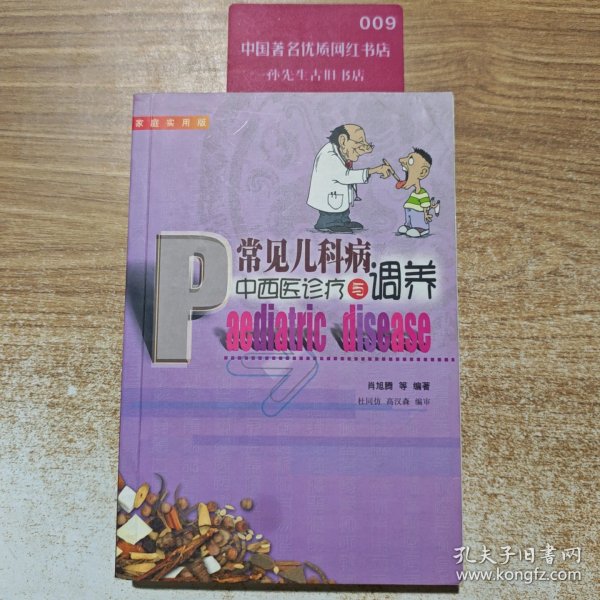 009
中国著名优质网红书店
孙先生古旧书店
家庭实用版
常见儿科病
中西医诊疗与调养
Paediatric disease
肖旭腾 等 编著
杜同仿 高汉森 编审
孔夫子旧书网
www.kongfz.com